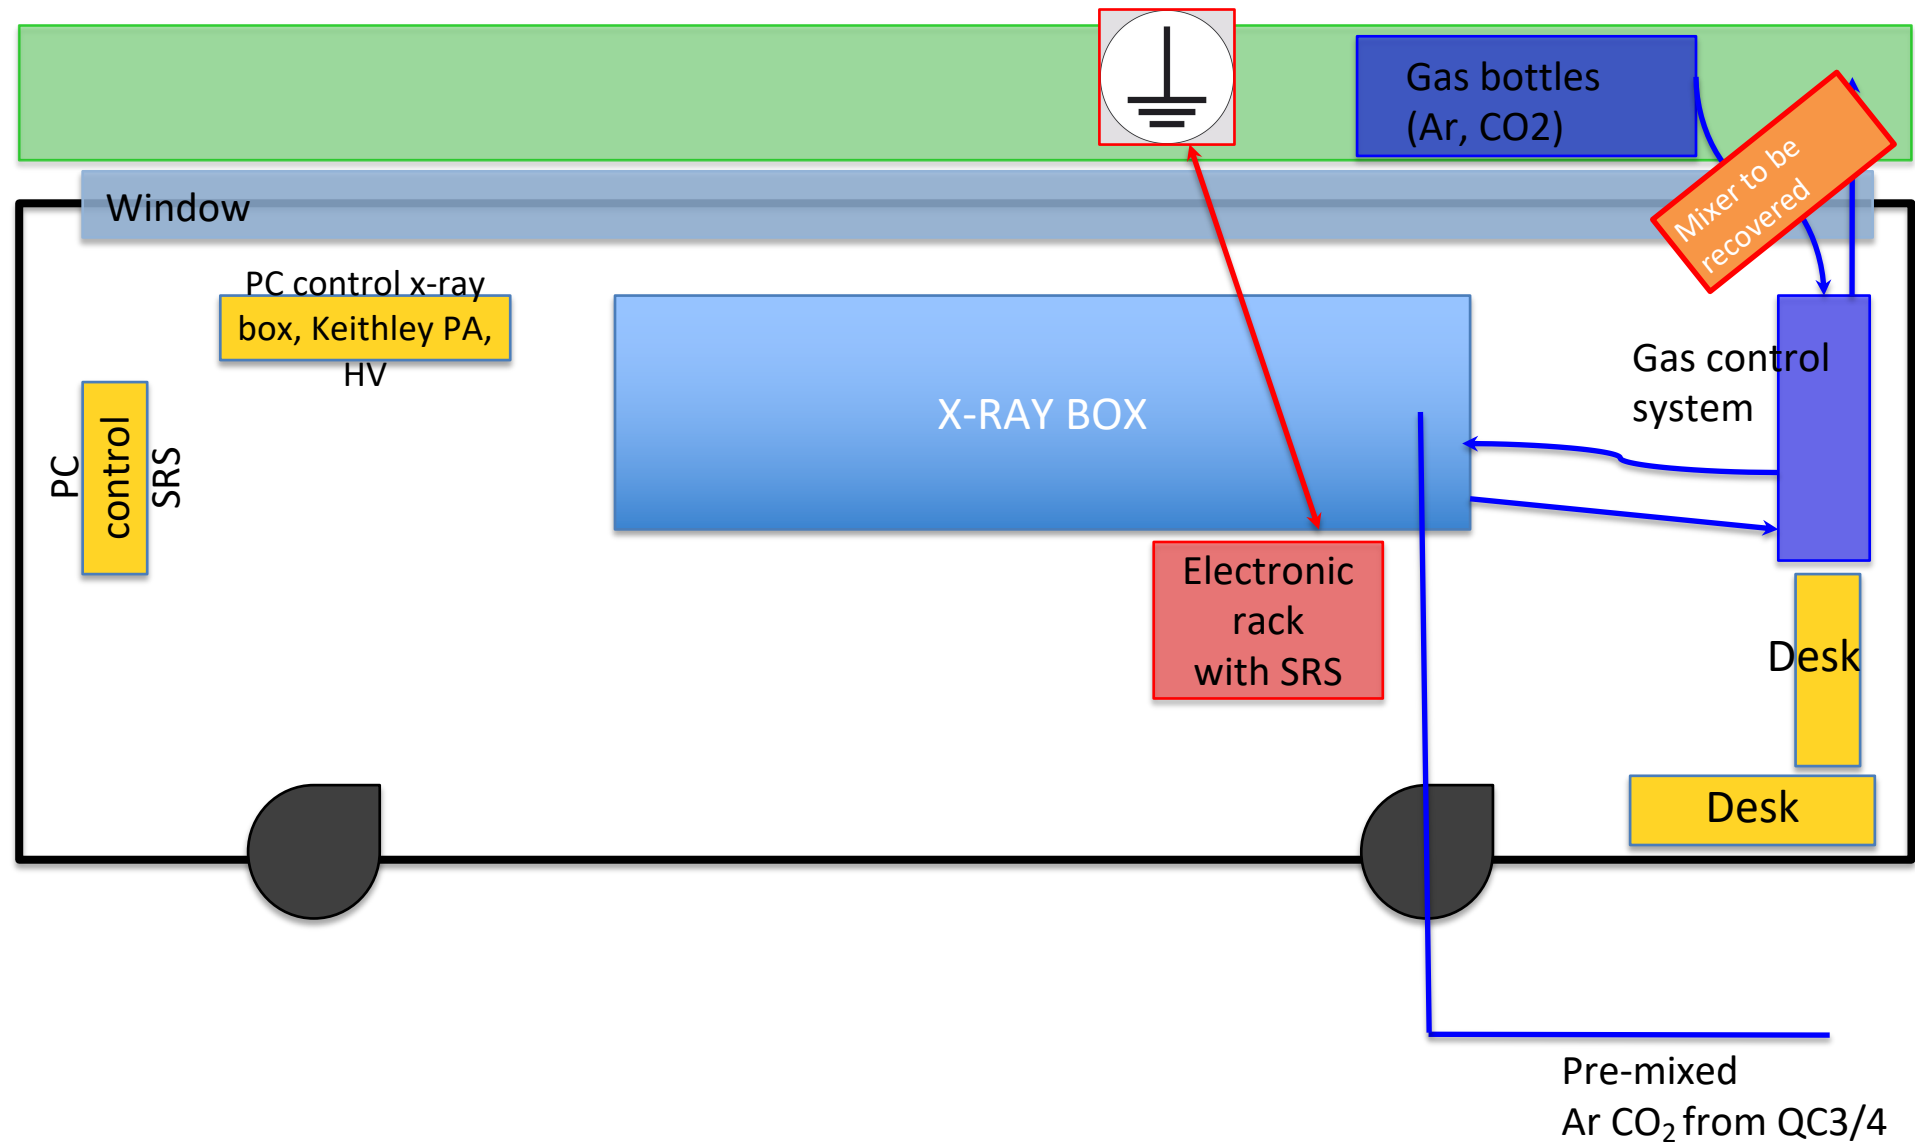 Gas bottles
(Ar, CO2)
Mixer to be
recovered
Window
PC control x-ray
box, Keithley PA,
HV
Gas control
system
X-RAY BOX
PC
control
SRS
Electronic
rack
with SRS
Desk
Desk
Pre-mixed
Ar CO₂ from QC3/4